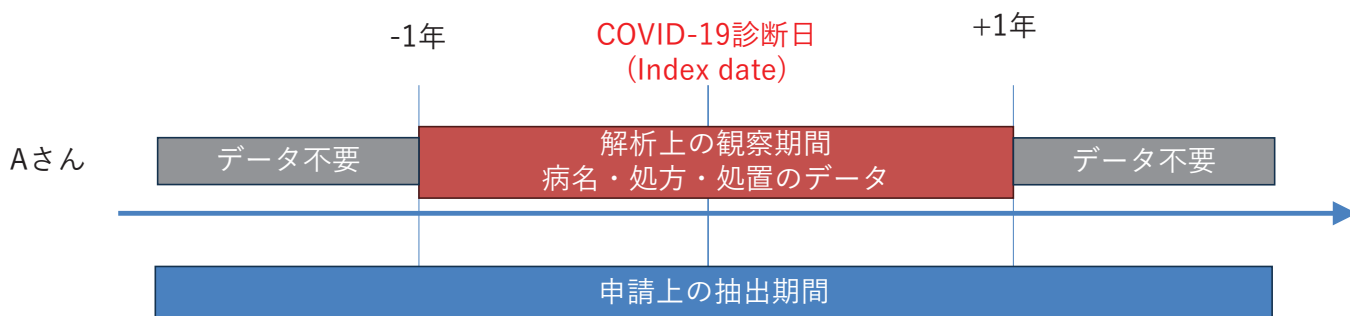 -1年
COVID-19診断日
(Index date)
+1年
Aさん
データ不要
解析上の観察期間
病名・処方・処置のデータ
データ不要
申請上の抽出期間